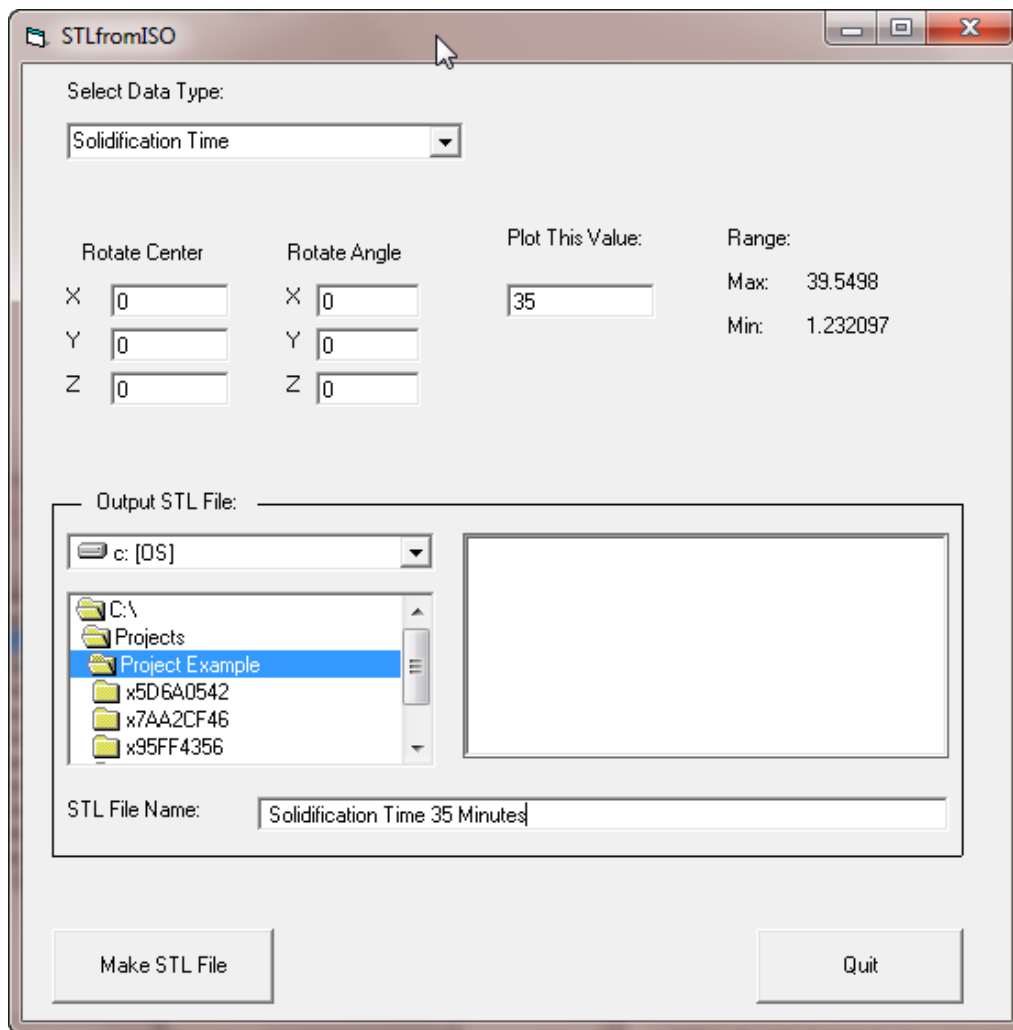 STLfromISO
Select Data Type:
Solidification Time
Rotate Center
Rotate Angle
Plot This Value:
Range:
X 0
X 0
35
Max: 39.5498
Y 0
Y 0
Min: 1.232097
Z 0
Z 0
Output STL File:
c: [OS]
C:\
Projects
Project Example
x5D6A0542
x7AA2CF46
x95FF4356
STL File Name: Solidification Time 35 Minutes
Make STL File
Quit